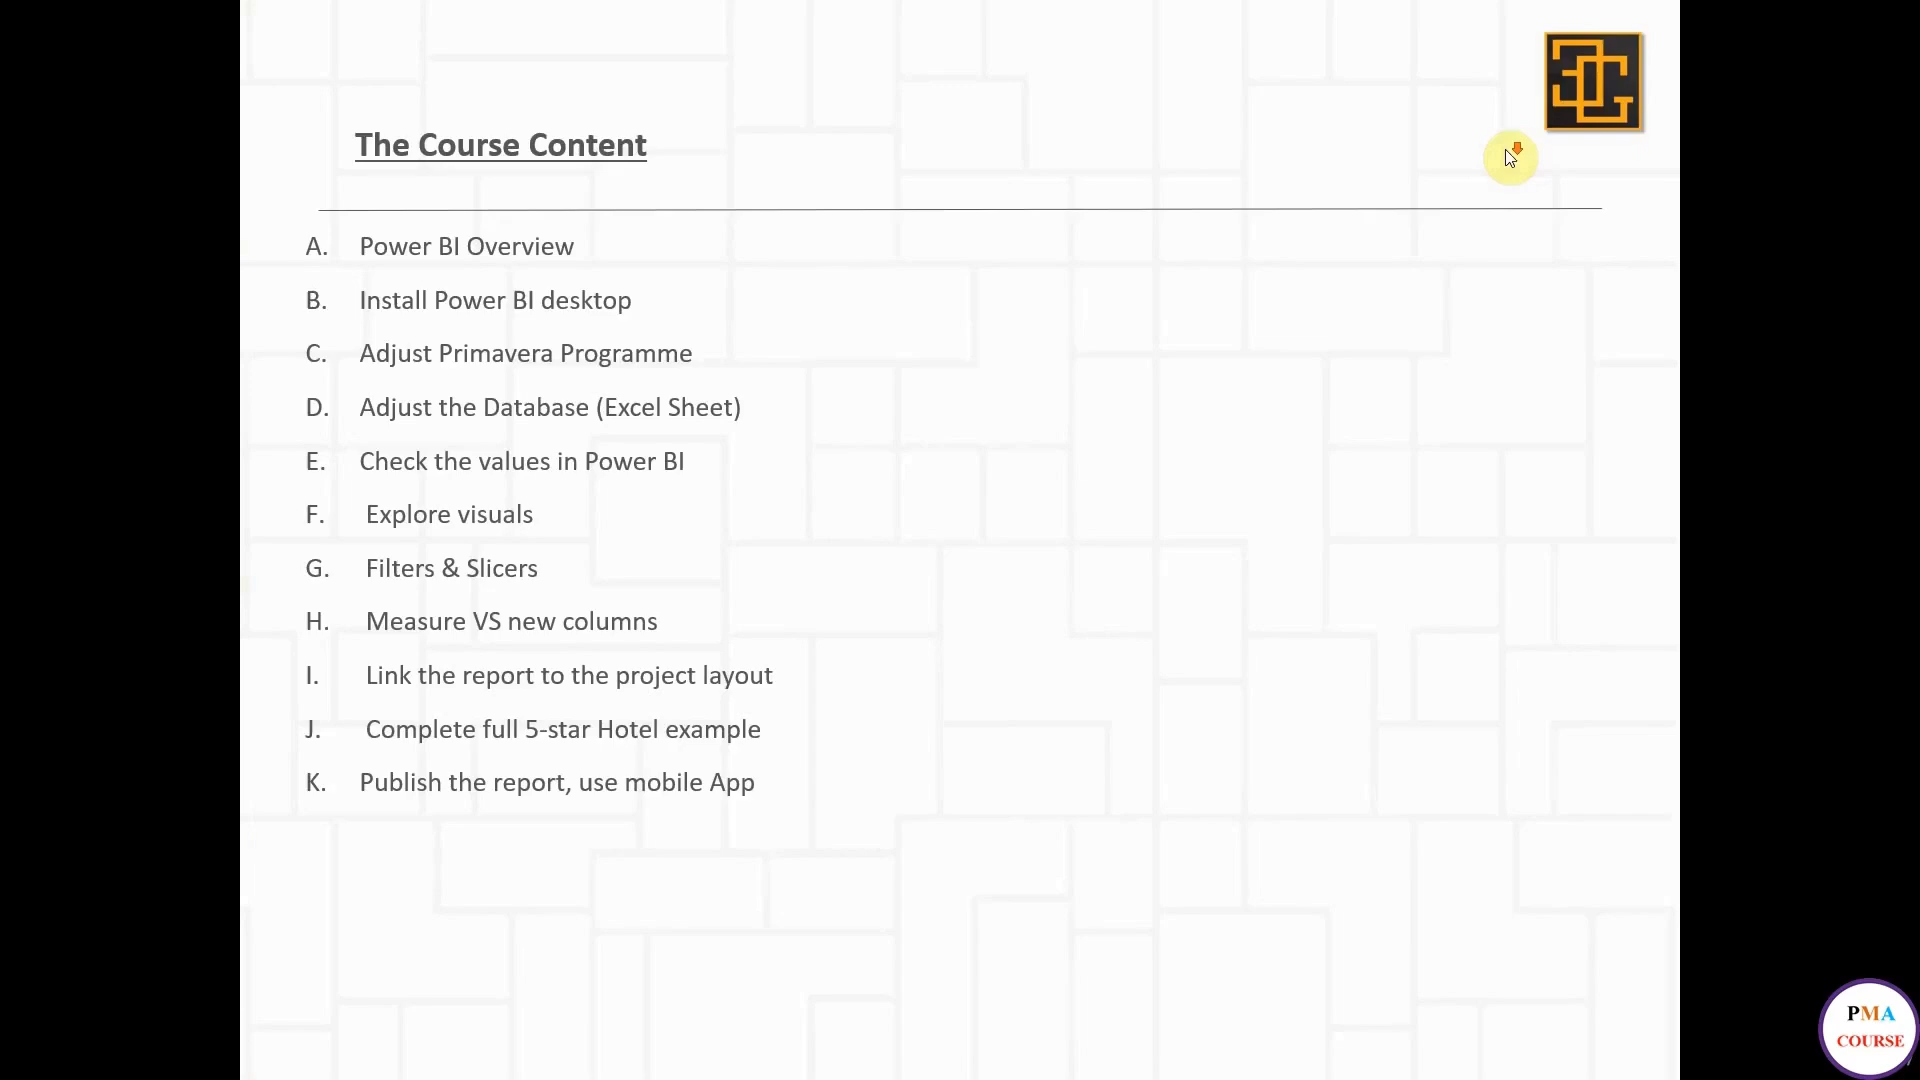 The Course Content
A. Power BI Overview
B. Install Power BI desktop
C. Adjust Primavera Programme
D. Adjust the Database (Excel Sheet)
E. Check the values in Power BI
F. Explore visuals
G. Filters & Slicers
H. Measure VS new columns
I. Link the report to the project layout
J. Complete full 5-star Hotel example
K. Publish the report, use mobile App
PMA
COURSE